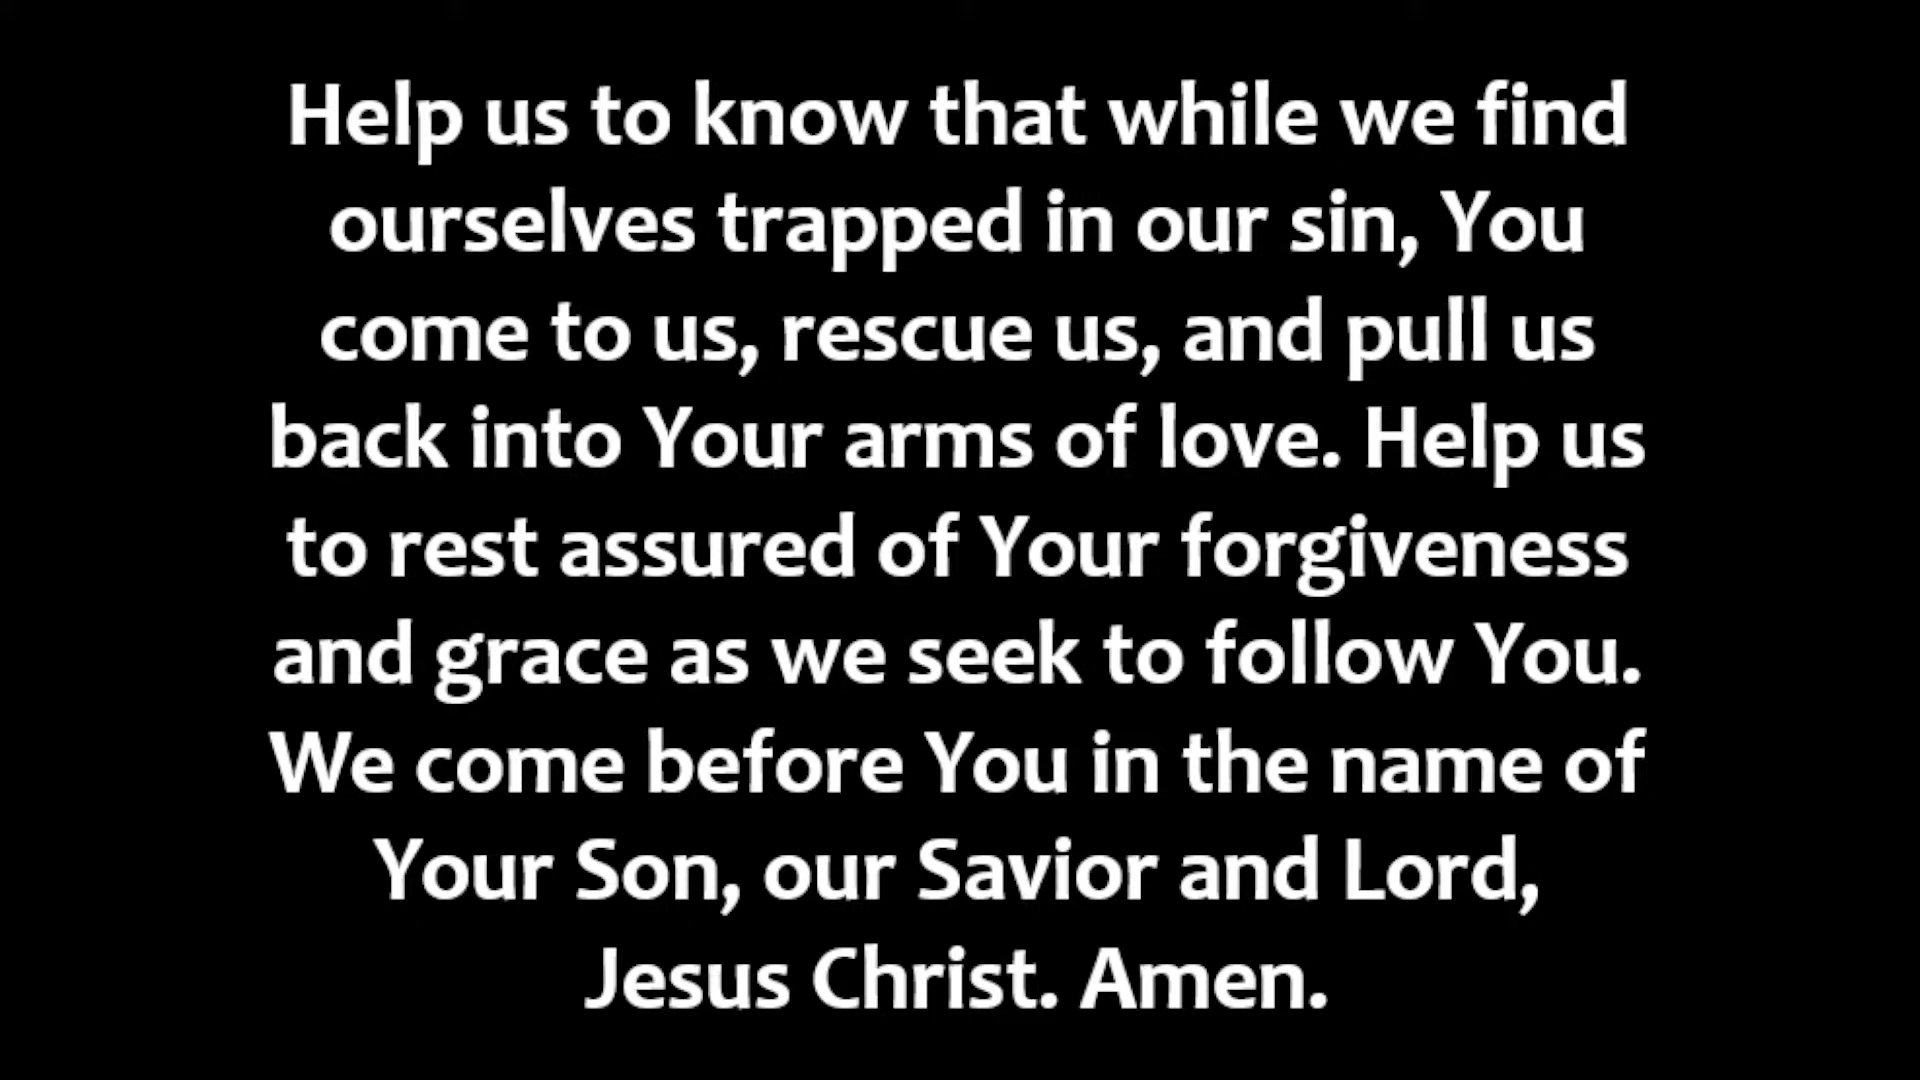 Help us to know that while we find
ourselves trapped in our sin, You
come to us, rescue us, and pull us
back into Your arms of love. Help us
to rest assured of Your forgiveness
and grace as we seek to follow You.
We come before You in the name of
Your Son, our Savior and Lord,
Jesus Christ. Amen.